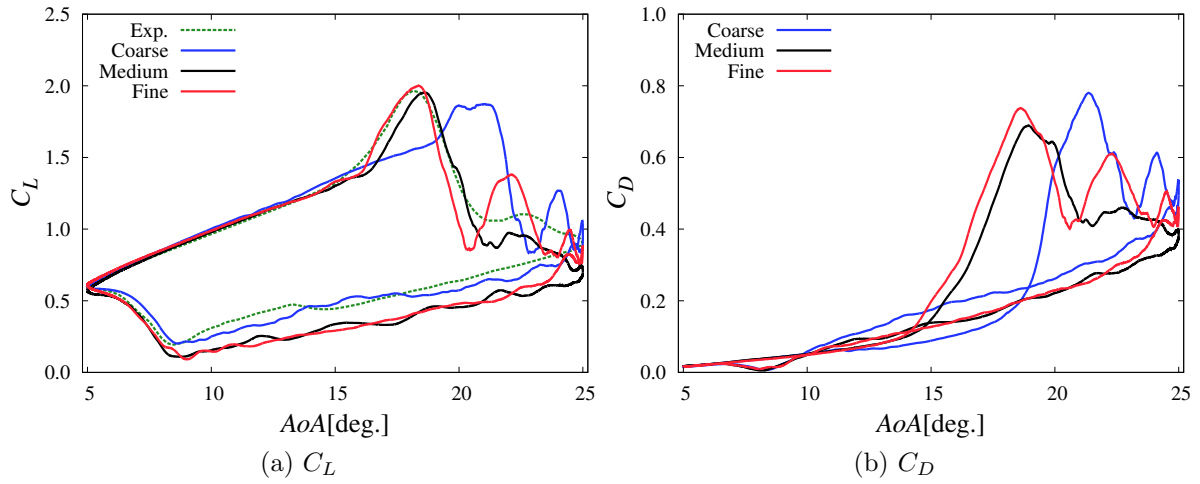 2.5
2.0
1.5
1.0
0.5
0.0
C_L
Exp.
Coarse
Medium
Fine
5 10 15 20 25
AoA[deg.]
(a) C_L
1.0
0.8
0.6
0.4
0.2
0.0
C_D
Coarse
Medium
Fine
5 10 15 20 25
AoA[deg.]
(b) C_D